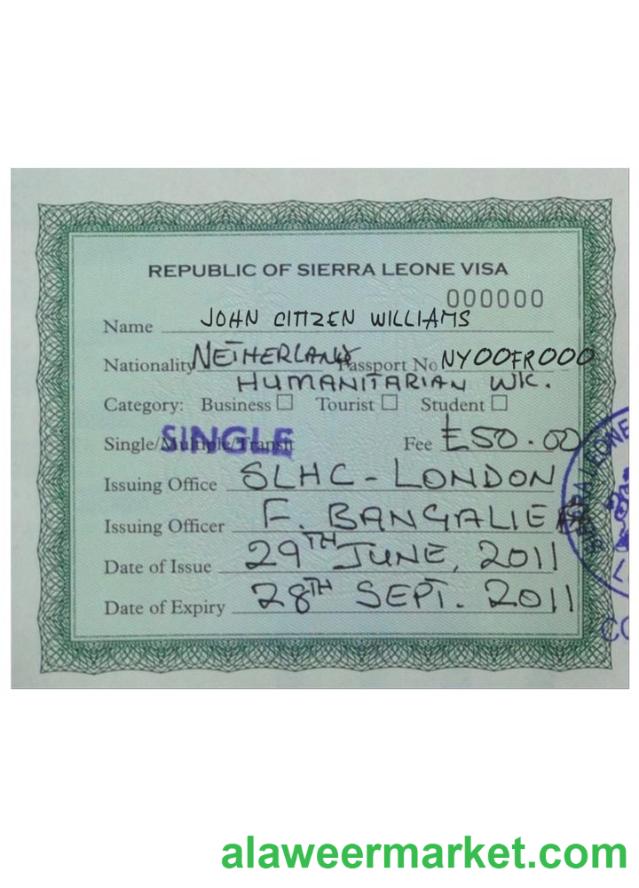 REPUBLIC OF SIERRA LEONE VISA
000000
Name JOHN CITIZEN WILLIAMS
Nationality NETHERLAND Passport No NY00FR000
HUMANITARIAN WK.
Category: Business Tourist Student
Single/Multiple/Transit SINGLE Fee £50.00
Issuing Office SLHC-LONDON
Issuing Officer F. BANGALIE
Date of Issue 29TH JUNE, 2011
Date of Expiry 28TH SEPT. 2011
SIERRA LEONE
alaweermarket.com